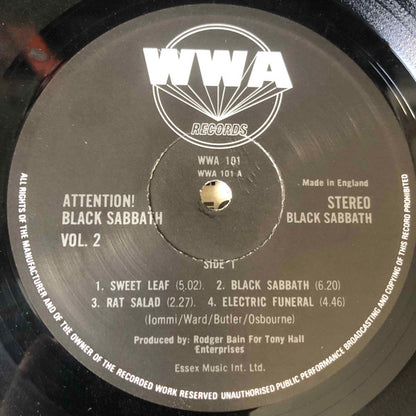 WWA
RECORDS
WWA 101
WWA 101 A
Made in England
ATTENTION!
BLACK SABBATH
VOL. 2
STEREO
BLACK SABBATH
SIDE 1
1. SWEET LEAF (5.02). 2. BLACK SABBATH (6.20)
3. RAT SALAD (2.27). 4. ELECTRIC FUNERAL (4.46)
(Iommi/Ward/Butler/Osbourne)
Produced by: Rodger Bain For Tony Hall
Enterprises
Essex Music Int. Ltd.
ALL RIGHTS OF THE MANUFACTURER AND OF THE OWNER OF THE RECORDED WORK RESERVED UNAUTHORISED PUBLIC PERFORMANCE BROADCASTING AND COPYING OF THIS RECORD PROHIBITED